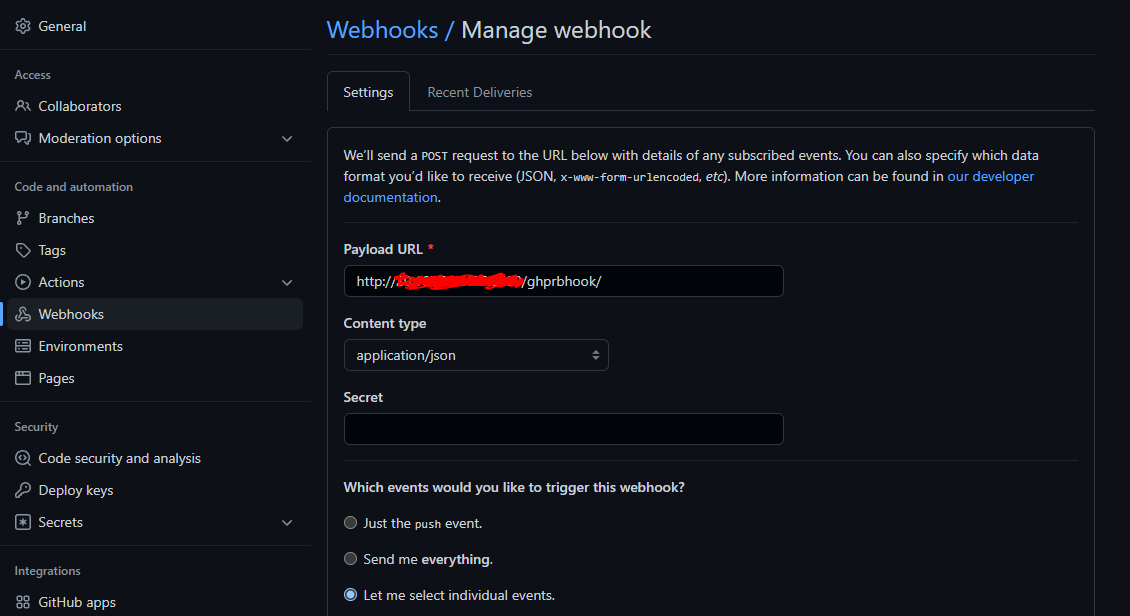 General
Access
Collaborators
Moderation options
Code and automation
Branches
Tags
Actions
Webhooks
Environments
Pages
Security
Code security and analysis
Deploy keys
Secrets
Integrations
GitHub apps
Webhooks / Manage webhook
Settings
Recent Deliveries
We'll send a POST request to the URL below with details of any subscribed events. You can also specify which data
format you'd like to receive (JSON, x-www-form-urlencoded, etc). More information can be found in our developer
documentation.
Payload URL *
http:// /ghprbhook/
Content type
application/json
Secret
Which events would you like to trigger this webhook?
Just the push event.
Send me everything.
Let me select individual events.